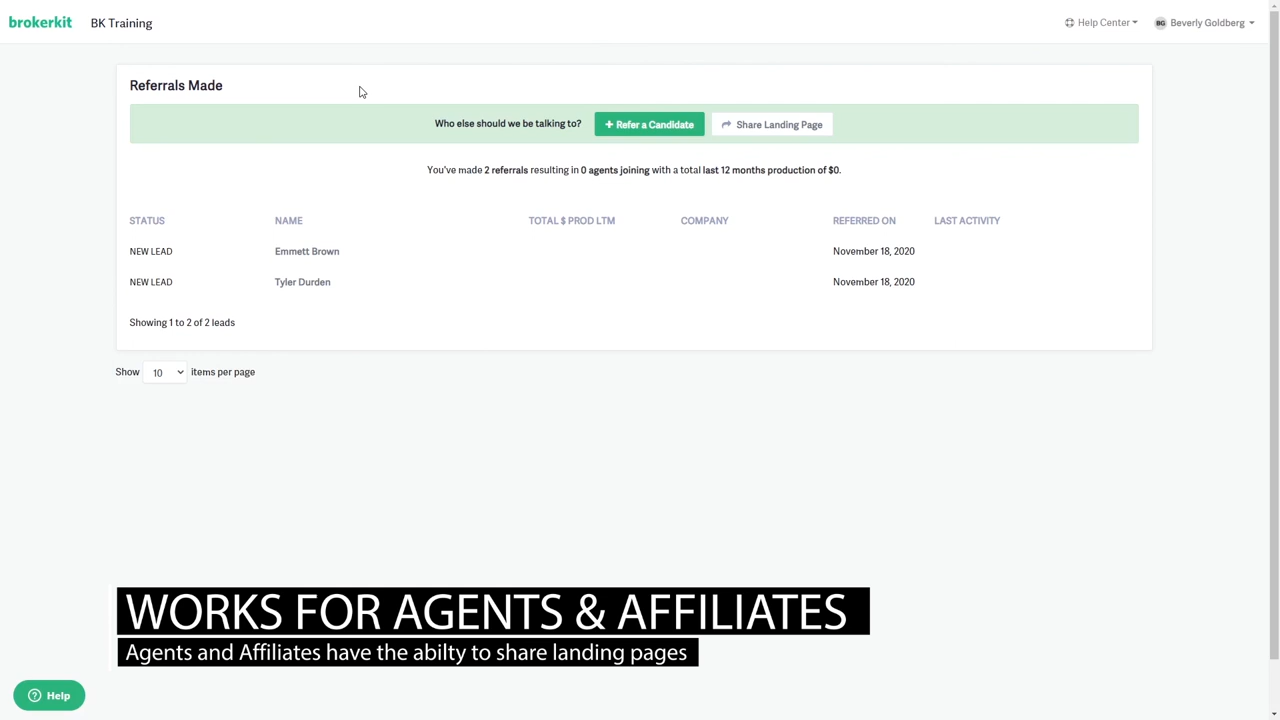 brokerkit BK Training Help Center BG Beverly Goldberg
Referrals Made
Who else should we be talking to? + Refer a Candidate Share Landing Page
You've made 2 referrals resulting in 0 agents joining with a total last 12 months production of $0.
STATUS NAME TOTAL $ PROD LTM COMPANY REFERRED ON LAST ACTIVITY
NEW LEAD Emmett Brown November 18, 2020
NEW LEAD Tyler Durden November 18, 2020
Showing 1 to 2 of 2 leads
Show 10 items per page
WORKS FOR AGENTS & AFFILIATES
Agents and Affiliates have the abilty to share landing pages
? Help